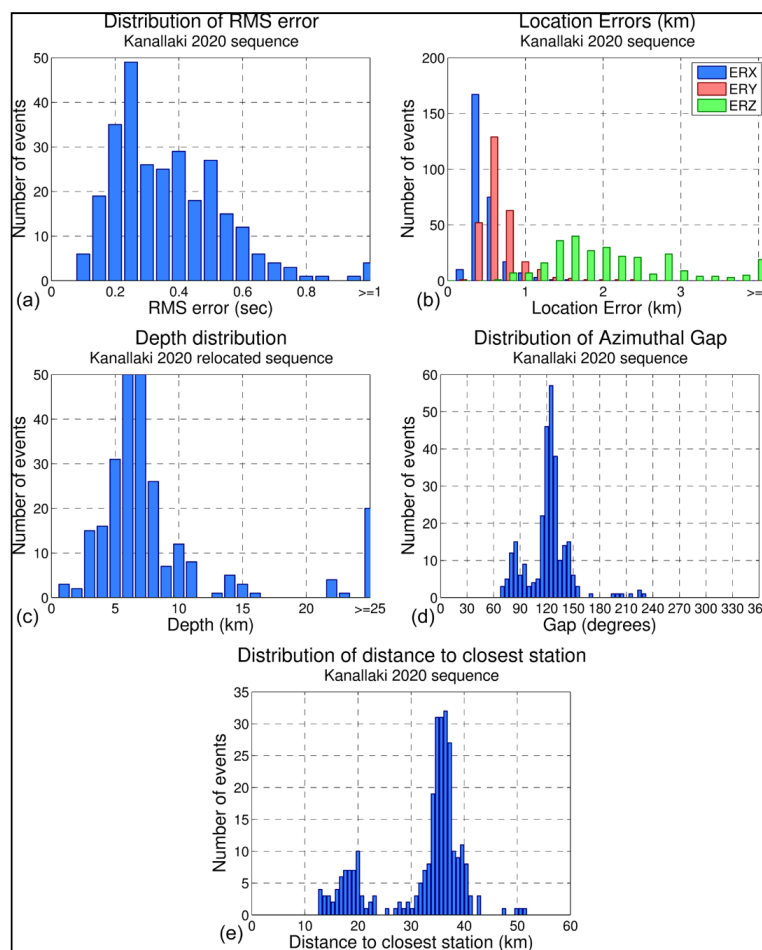 Distribution of RMS error
Kanallaki 2020 sequence
50
40
30
20
10
0
Number of events
0 0.2 0.4 0.6 0.8 >=1
RMS error (sec)
(a)
Location Errors (km)
Kanallaki 2020 sequence
200
150
100
50
0
Number of events
ERX
ERY
ERZ
0 1 2 3 >=
Location Error (km)
(b)
Depth distribution
Kanallaki 2020 relocated sequence
50
40
30
20
10
0
Number of events
0 5 10 15 20 >=25
Depth (km)
(c)
Distribution of Azimuthal Gap
Kanallaki 2020 sequence
60
50
40
30
20
10
0
Number of events
0 30 60 90 120 150 180 210 240 270 300 330 36
Gap (degrees)
(d)
Distribution of distance to closest station
Kanallaki 2020 sequence
35
30
25
20
15
10
5
0
Number of events
0 10 20 30 40 50 60
Distance to closest station (km)
(e)